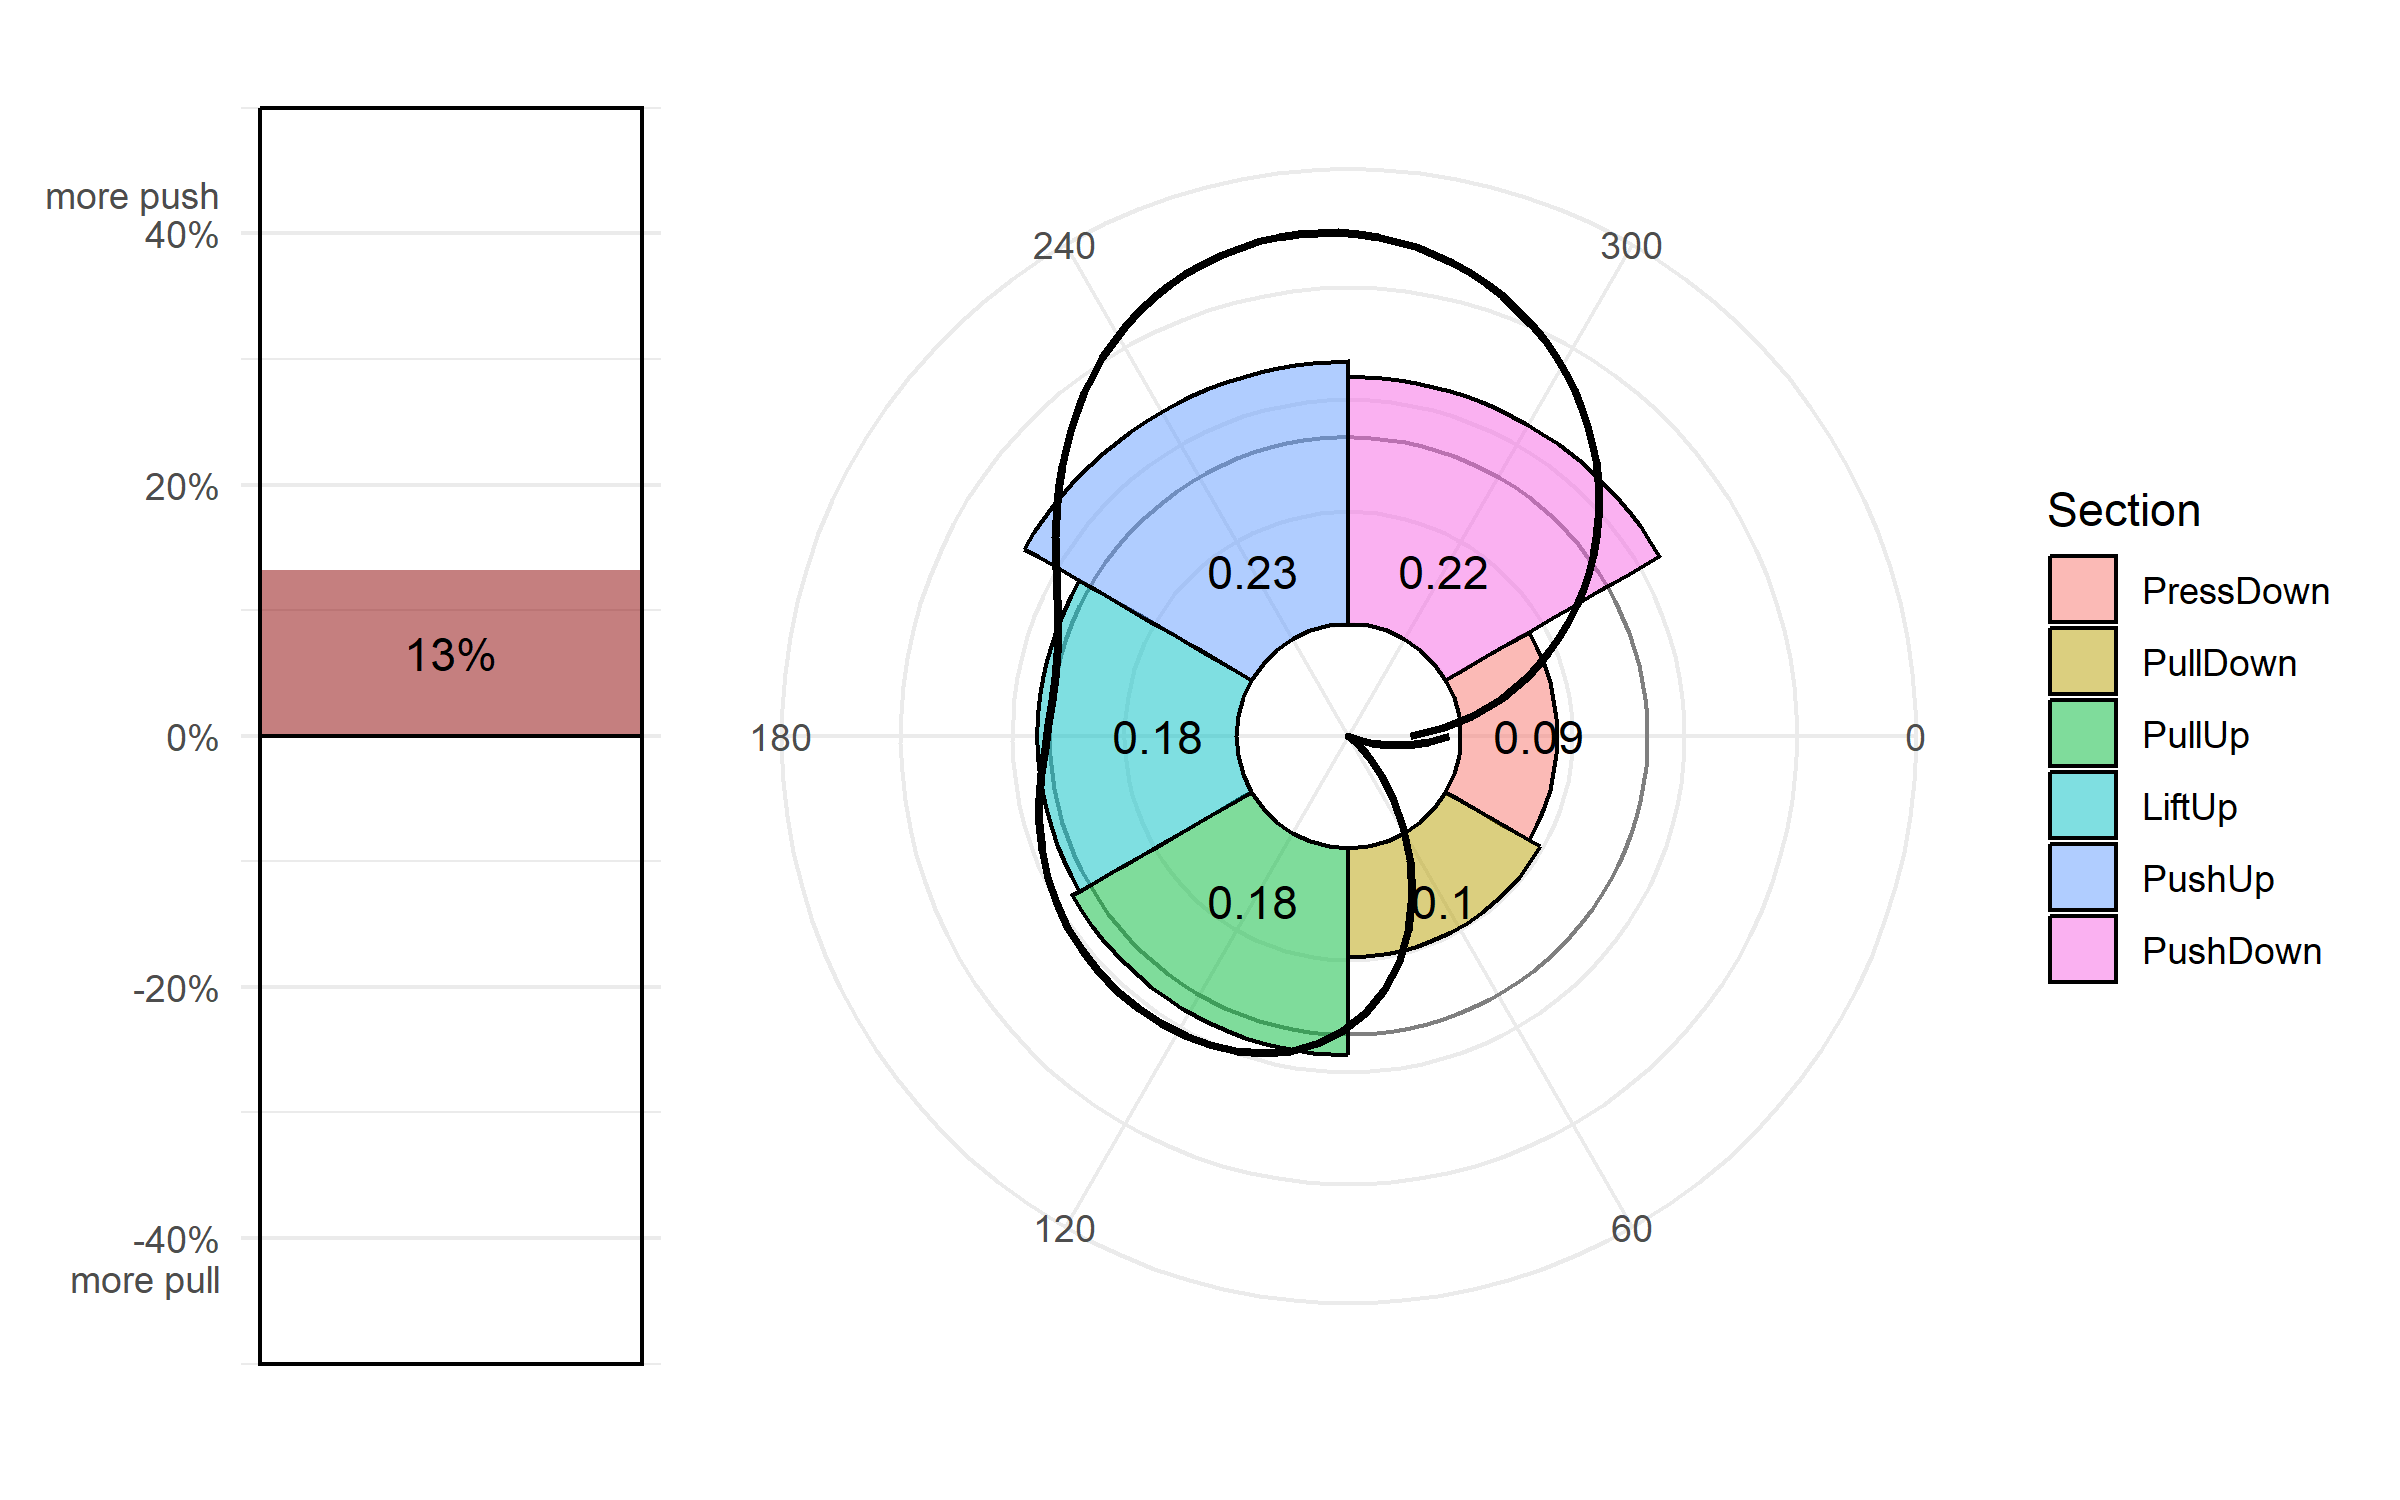 more push
40%
20%
13%
0%
-20%
-40%
more pull
240
300
0.23
0.22
180
0.18
0.09
0
0.18
0.1
120
60
Section
PressDown
PullDown
PullUp
LiftUp
PushUp
PushDown